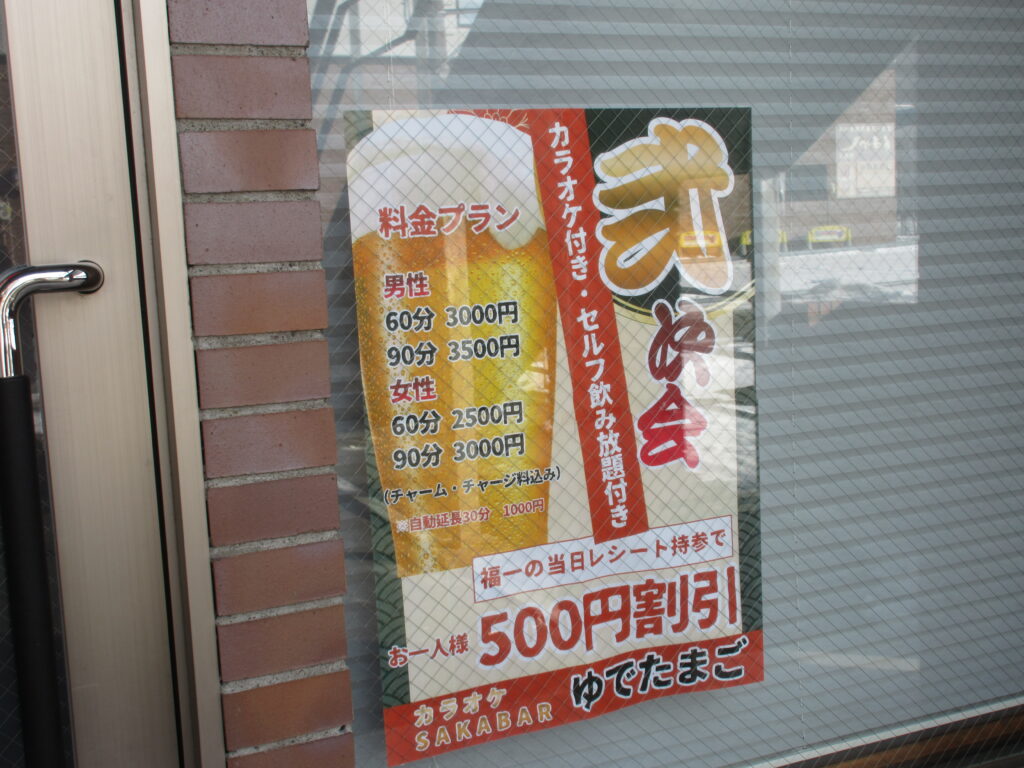 弐次会
カラオケ付き・セルフ飲み放題付き
料金プラン
男性
60分 3000円
90分 3500円
女性
60分 2500円
90分 3000円
(チャーム・チャージ料込み)
※自動延長30分 1000円
福一の当日レシート持参で
お一人様 500円割引
カラオケ
SAKABAR
ゆでたまご